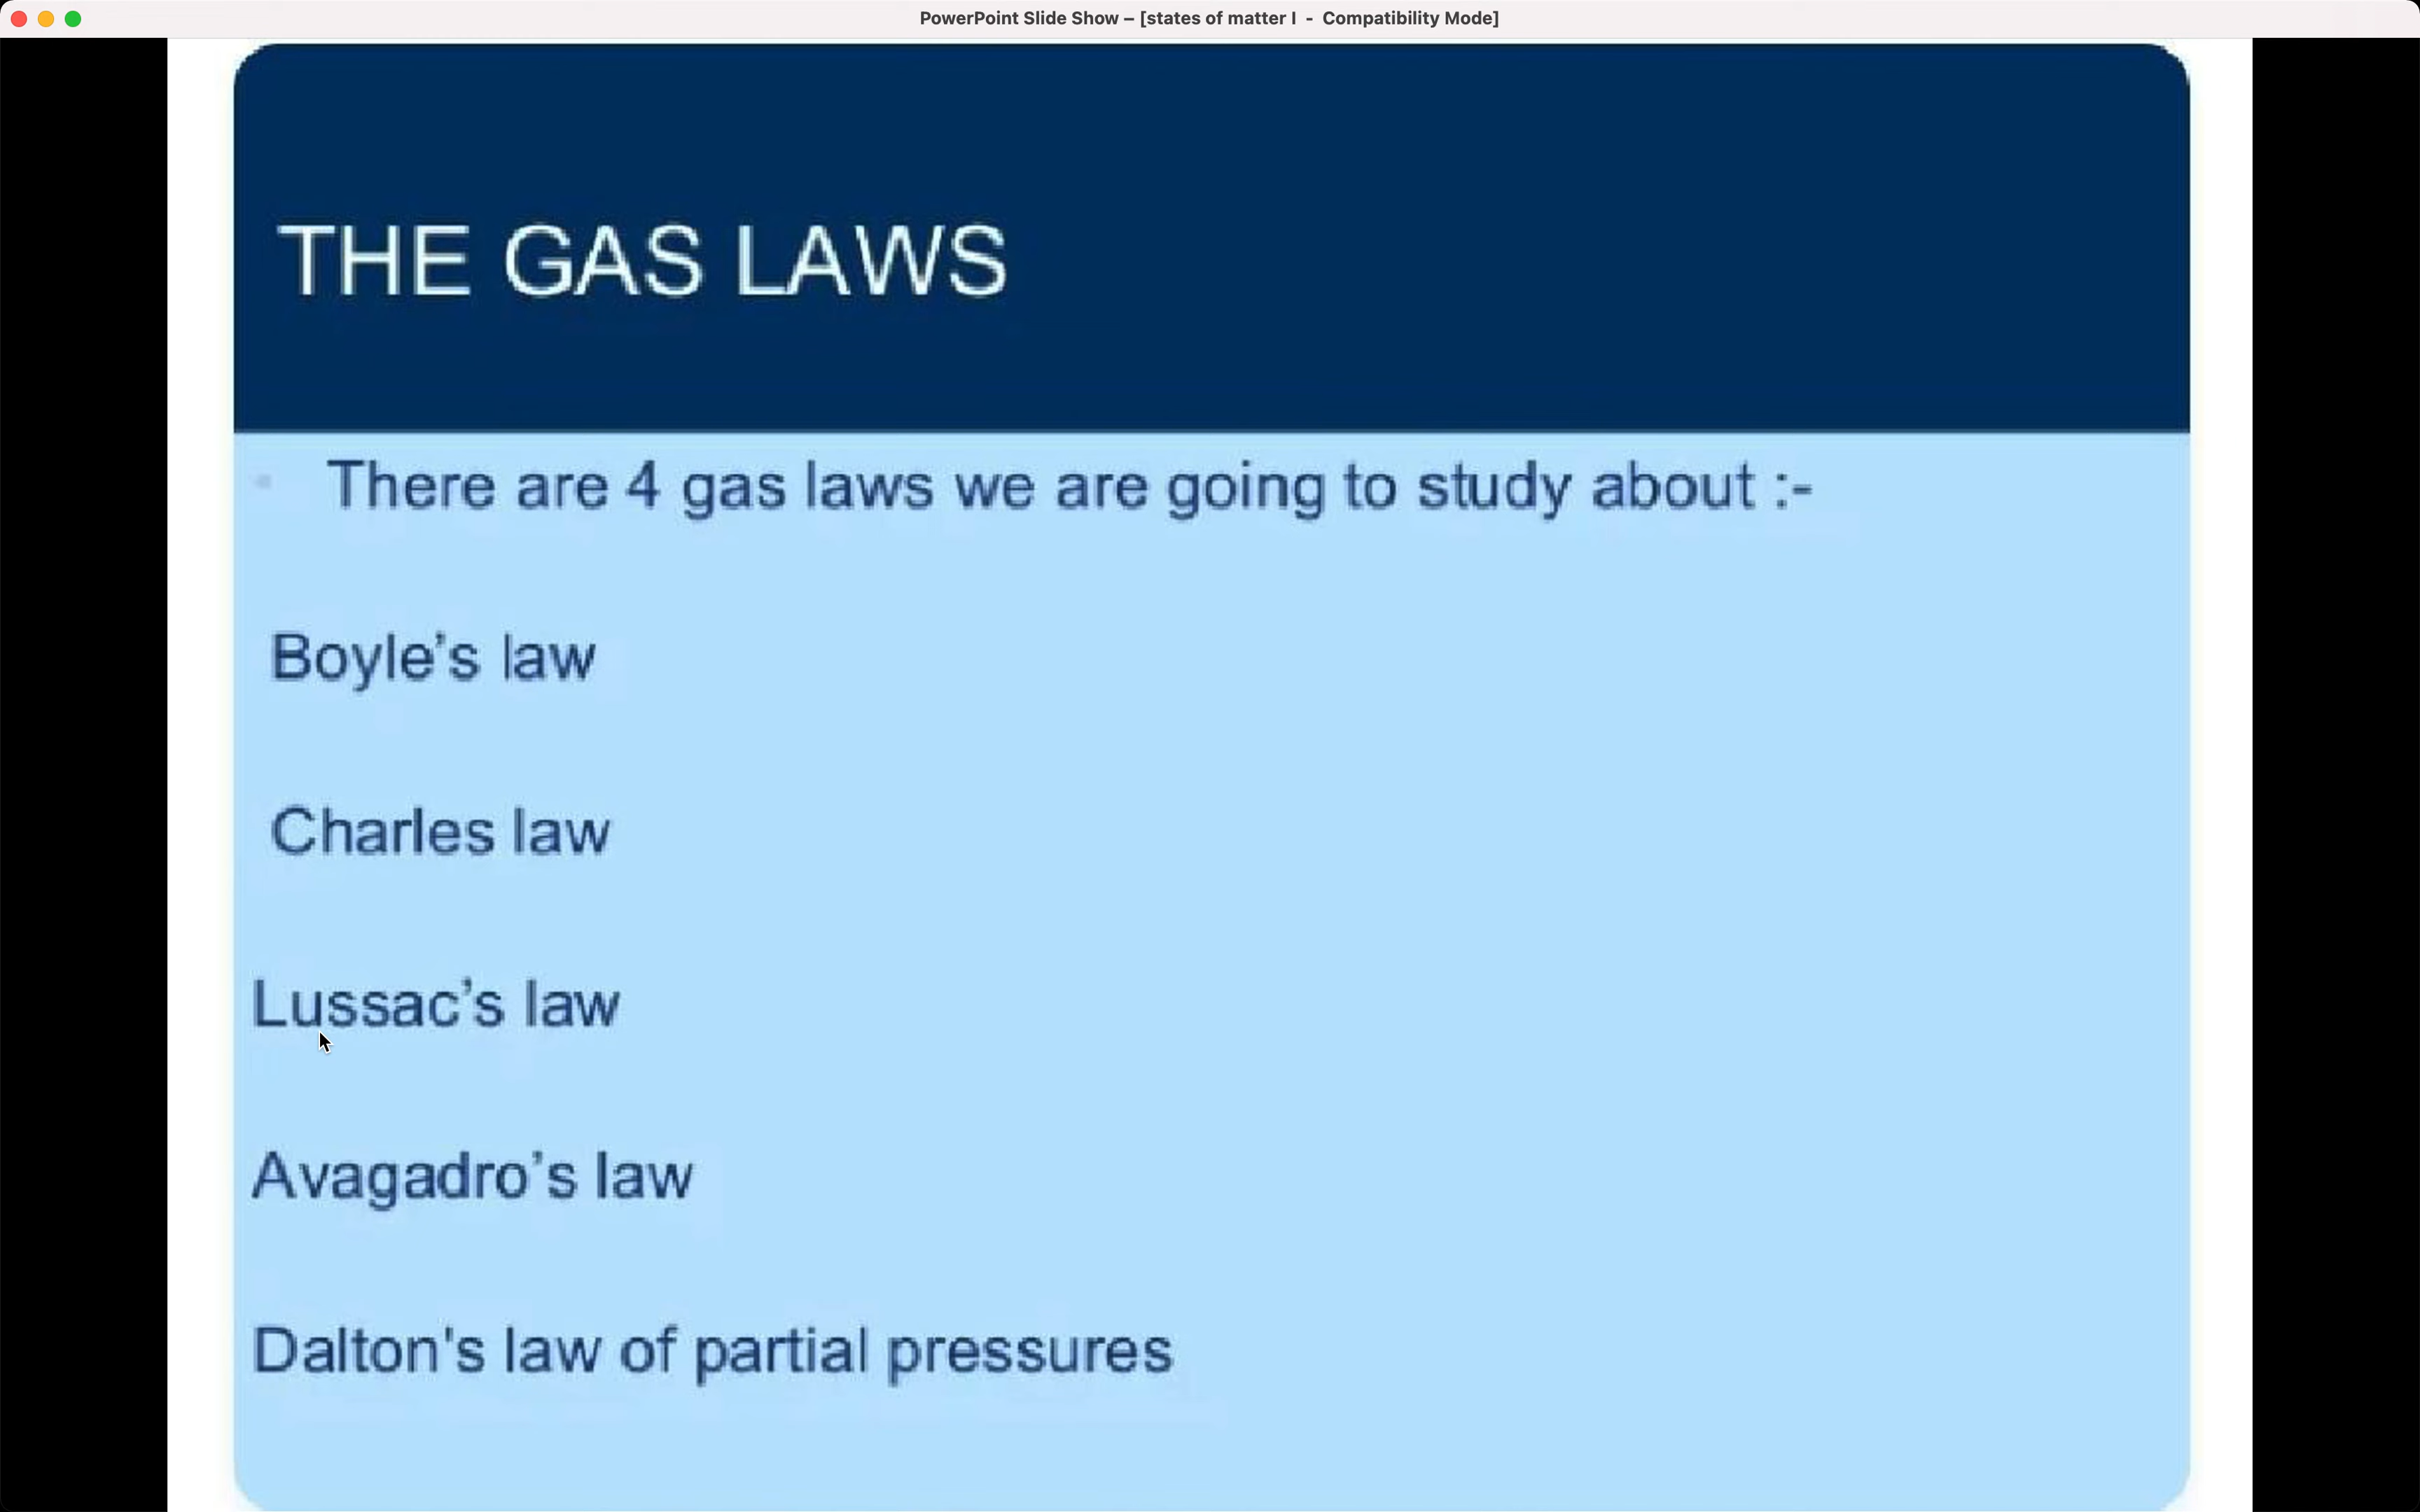 PowerPoint Slide Show – [states of matter I - Compatibility Mode]
THE GAS LAWS
There are 4 gas laws we are going to study about :-
Boyle’s law
Charles law
Lussac’s law
Avagadro’s law
Dalton's law of partial pressures